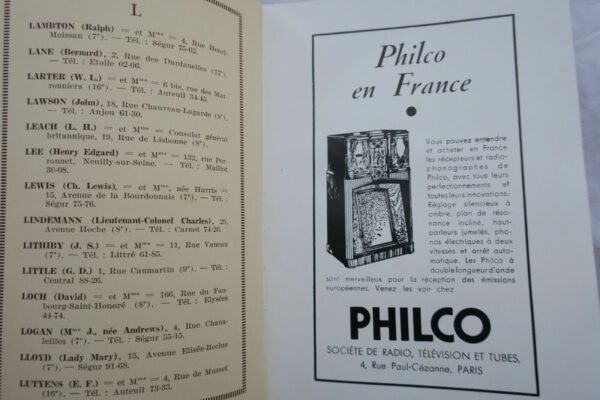 L
LAMBTON (Ralph) = et Mme = 4, Rue Henri-
Moissan (7e). — Tél. : Ségur 75-62.
LANE (Bernard), 2, Rue des Dardanelles (17e).
— Tél. : Etoile 02-06.
LARTER (W. L.) = et Mme = 6 bis, rue des Mar-
ronniers (16e). — Tél. : Auteuil 34-45.
LAWSON (John), 18, Rue Chauveau-Lagarde (8e).
— Tél. : Anjou 61-30.
LEACH (L. H.) = et Mme = Consulat général
britannique, 19, Rue de Lisbonne (8e).
LEE (Henry Edgard) = et Mme = 132, rue Per-
ronnet, Neuilly-sur-Seine. — Tél. : Maillot
30-08.
LEWIS (Ch. Lewis), = et Mme, née Harris =
15, Avenue de la Bourdonnais (7e). — Tél. :
Ségur 75-76.
LINDEMANN (Lieutenant-Colonel Charles), 29,
Avenue Hoche (8e). — Tél. : Carnot 74-26.
LITHIBY (J. S.) = et Mme = 11, Rue Vaneau
(7e). — Tél. : Littré 61-85.
LITTLE (G. D.) 1, Rue Caumartin (9e). — Tél. :
Central 88-26.
LOCH (David) = et Mme = 166, Rue du Fau-
bourg-Saint-Honoré (8e). — Tél. : Elysées
44-74.
LOGAN (Mme J., née Andrews), 4, Rue Chana-
leilles. — Tél. : Ségur 55-15.
LLOYD (Lady Mary), 15, Avenue Elisée-Reclus
(7e). — Ségur 91-68.
LUTYENS (E. F.) = et Mme = 4, Rue de Musset
(16e). — Tél. : Auteuil 73-33.
Philco
en France
Vous pouvez entendre
et acheter en France
les récepteurs et radio-
phonographes de
Philco, avec tous leurs
perfectionnements et
toutes leurs innovations:
Réglage silencieux à
ombre, plan de réso-
nance incliné, haut-
parleurs jumelés, pho-
nos électriques à deux
vitesses et arrêt auto-
matique. Les Philco à
double longueur d'onde
sont merveilleux pour la réception des émissions
européennes. Venez les voir chez
PHILCO
SOCIÉTÉ DE RADIO, TÉLÉVISION ET TUBES,
4, Rue Paul-Cézanne, PARIS